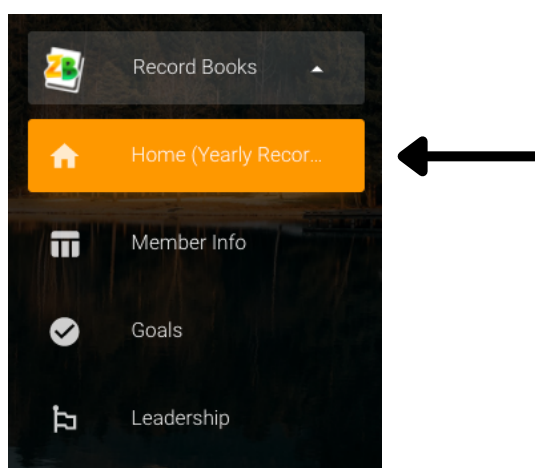 ZB
Record Books
Home (Yearly Recor...
Member Info
Goals
Leadership